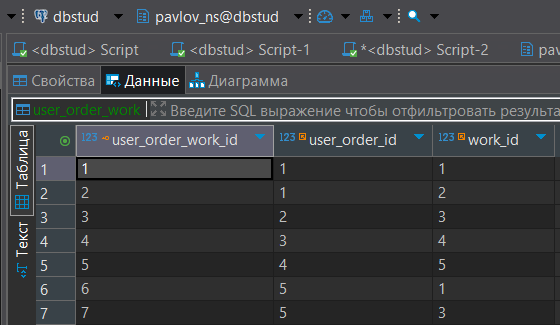 dbstud pavlov_ns@dbstud
<dbstud> Script <dbstud> Script-1 *<dbstud> Script-2 pav
Свойства Данные Диаграмма
user_order_work Введите SQL выражение чтобы отфильтровать результа
Таблица
Текст
123 user_order_work_id 123 user_order_id 123 work_id
1 1 1 1
2 2 1 2
3 3 2 3
4 4 3 4
5 5 4 5
6 6 5 1
7 7 5 3